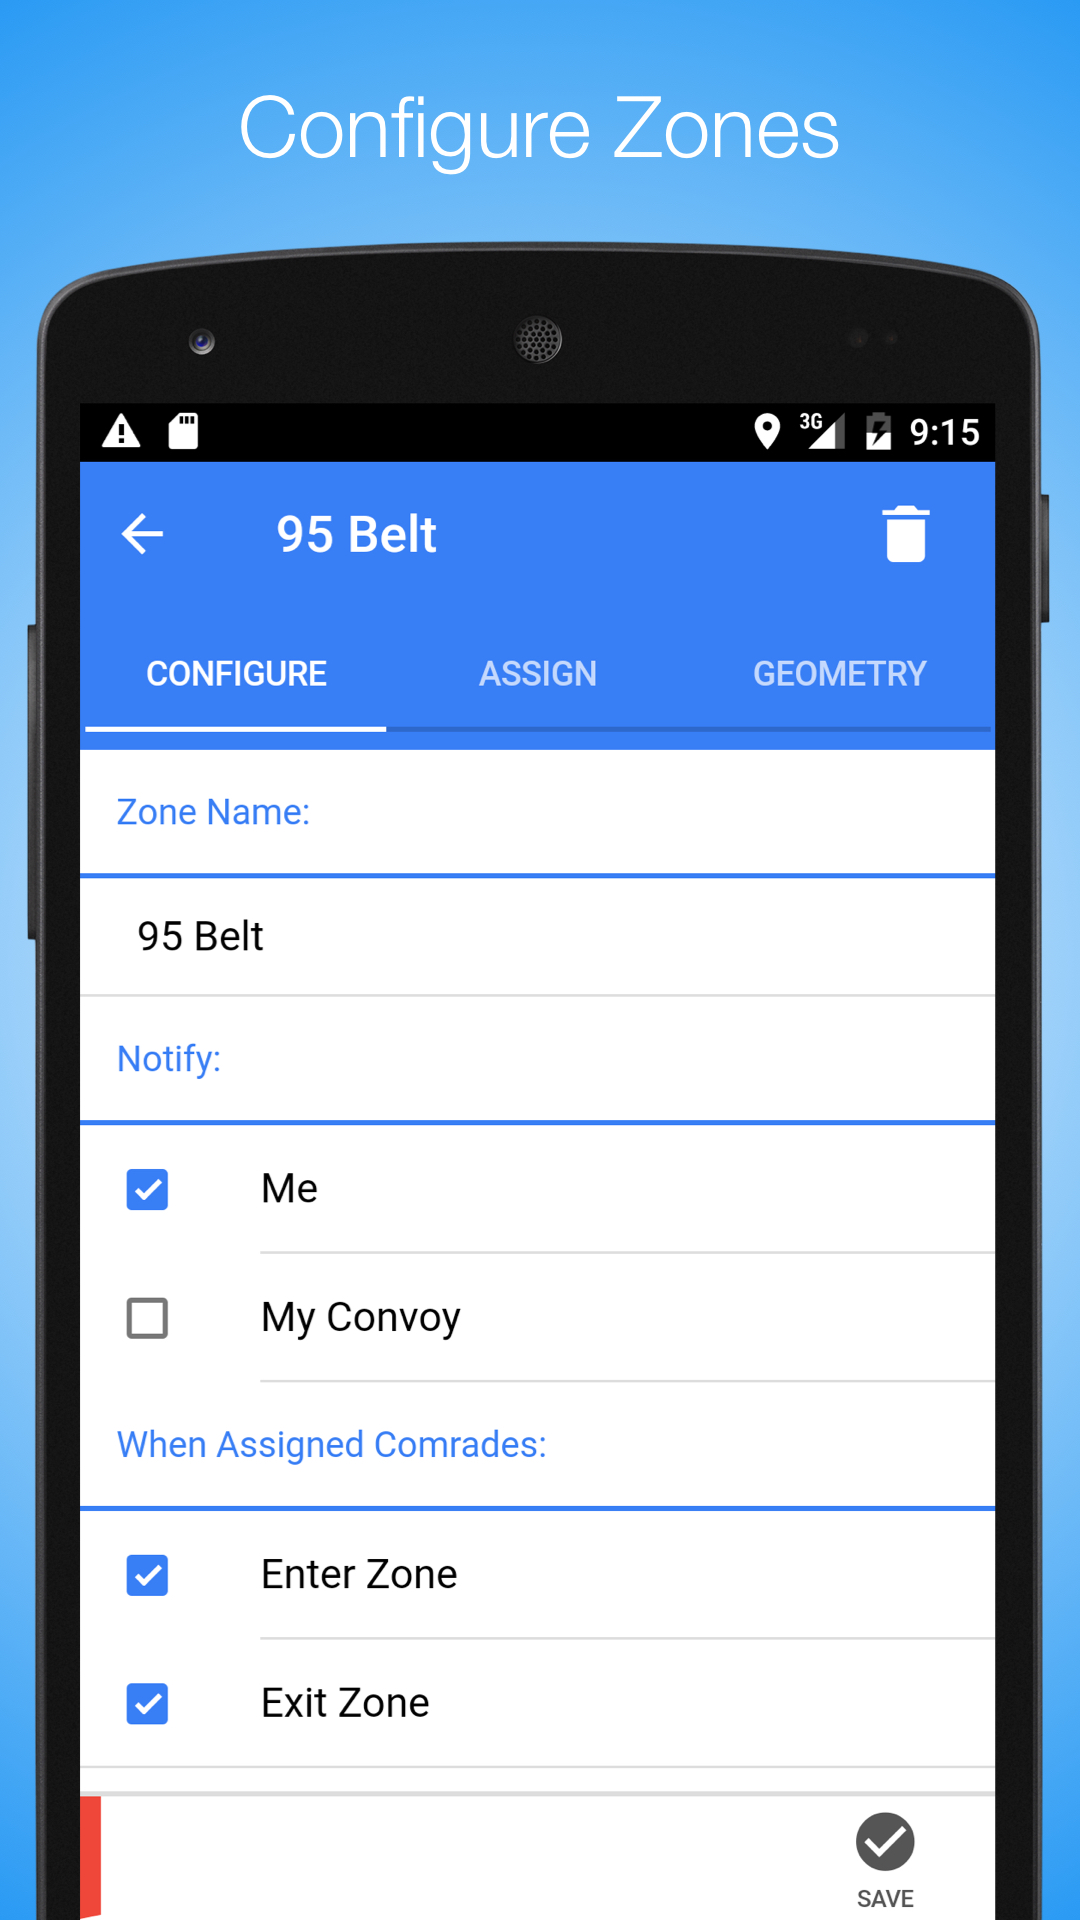 Configure Zones
3G 9:15
95 Belt
CONFIGURE ASSIGN GEOMETRY
Zone Name:
95 Belt
Notify:
Me
My Convoy
When Assigned Comrades:
Enter Zone
Exit Zone
SAVE